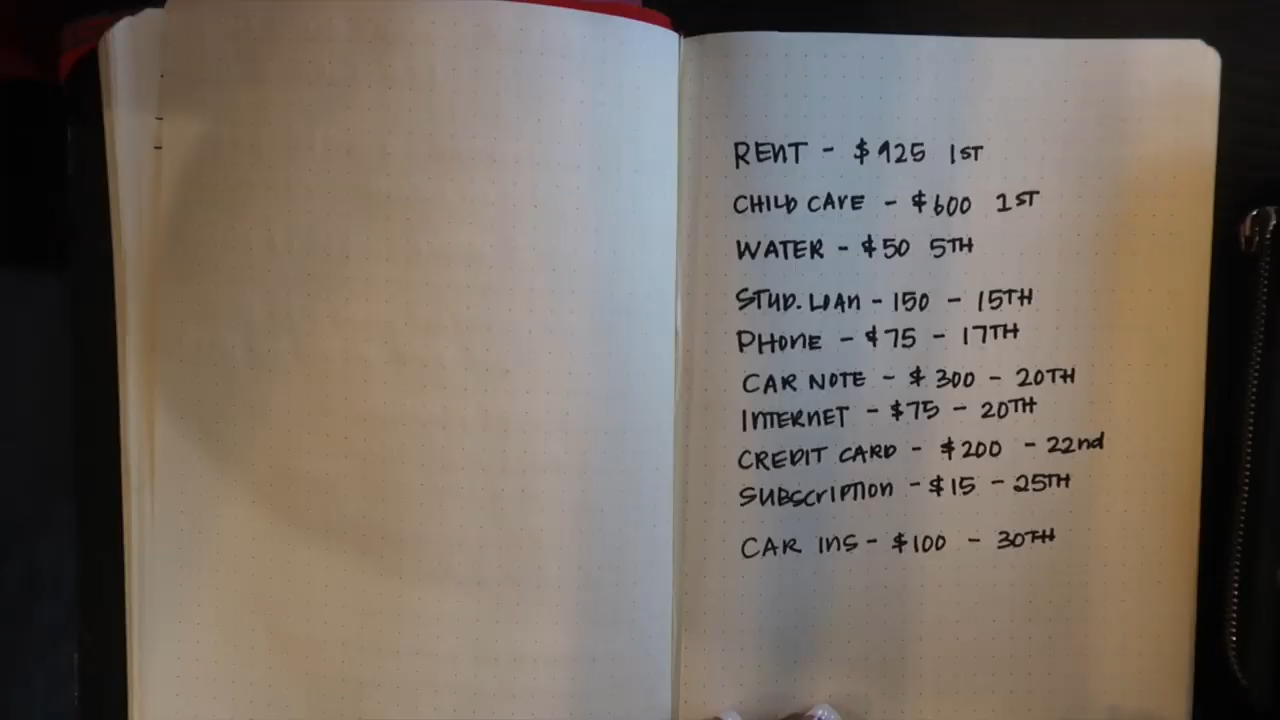 RENT - $925 1ST
CHILD CARE - $600 1ST
WATER - $50 5TH
STUD. LOAN - 150 - 15TH
PHONE - $75 - 17TH
CAR NOTE - $300 - 20TH
INTERNET - $75 - 20TH
CREDIT CARD - $200 - 22nd
SUBSCRIPTION - $15 - 25TH
CAR INS - $100 - 30TH